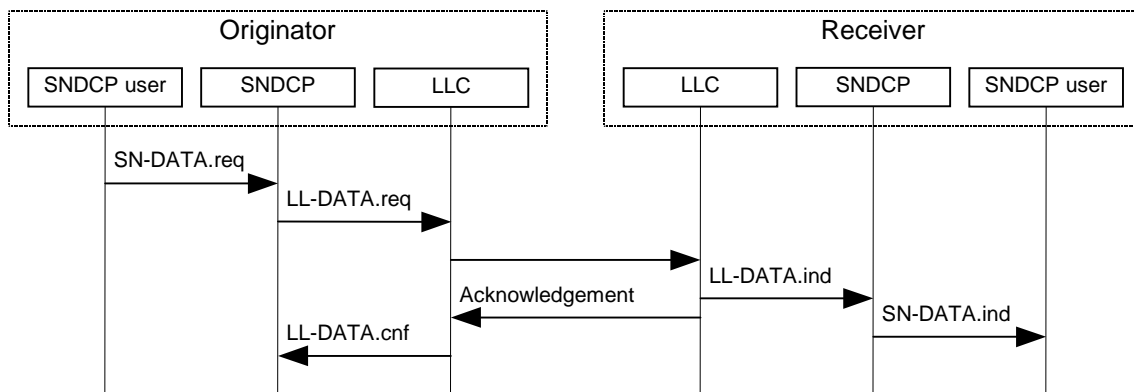 Originator
Receiver
SNDCP user
SNDCP
LLC
LLC
SNDCP
SNDCP user
SN-DATA.req
LL-DATA.req
LL-DATA.ind
Acknowledgement
SN-DATA.ind
LL-DATA.cnf